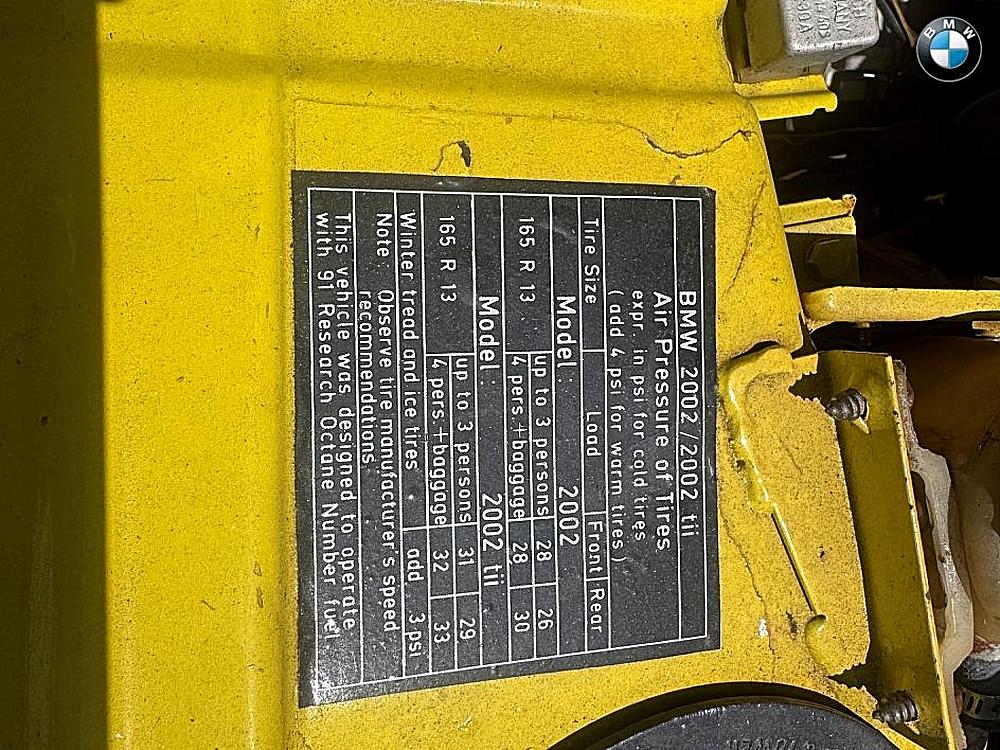 BMW 2002/2002 tii
Air Pressure of Tires
expr. in psi for cold tires
(add 4 psi for warm tires)
Tire Size Load Front Rear
Model: 2002
165 R 13 up to 3 persons 28 26
4 pers.+baggage 28 30
Model: 2002 tii
165 R 13 up to 3 persons 31 29
4 pers.+baggage 32 33
Winter tread and ice tires . add 3 psi
Note: Observe tire manufacturer's speed
recommendations.
This vehicle was designed to operate
with 91 Research Octane Number fuel
BMW
30A